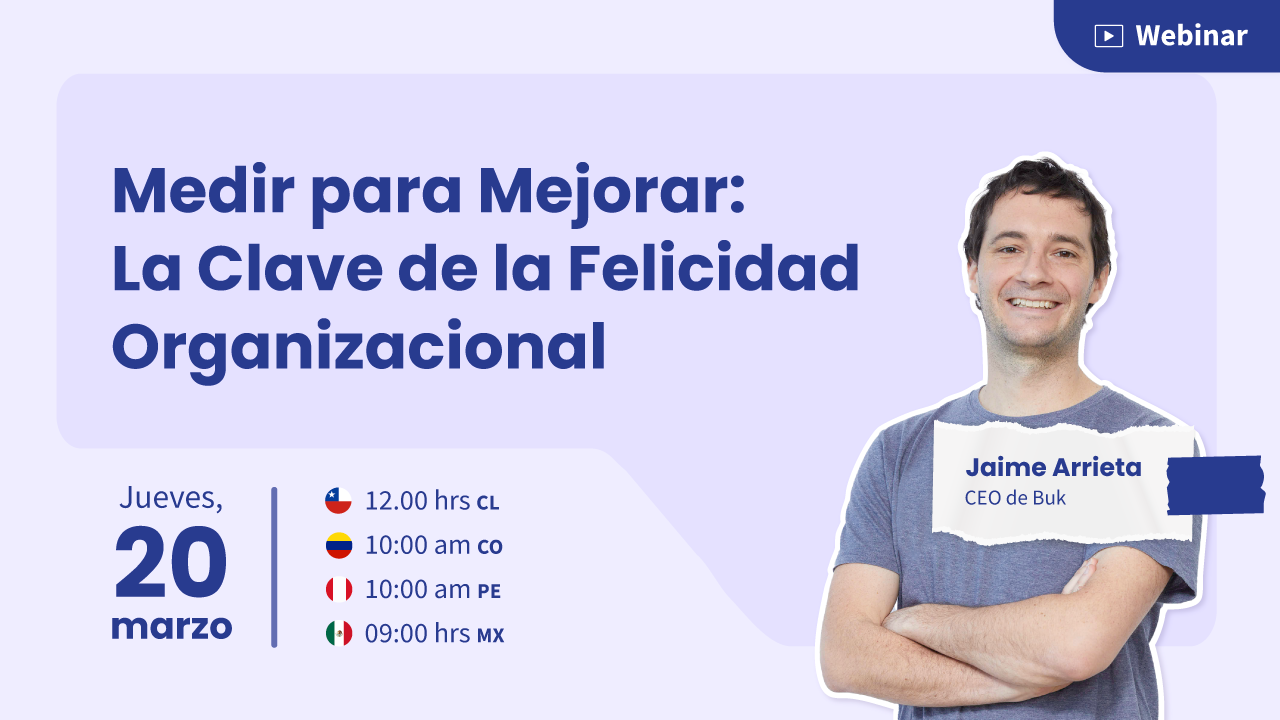 Webinar
Medir para Mejorar:
La Clave de la Felicidad
Organizacional
Jueves,
20
marzo
12.00 hrs CL
10:00 am CO
10:00 am PE
09:00 hrs MX
Jaime Arrieta
CEO de Buk